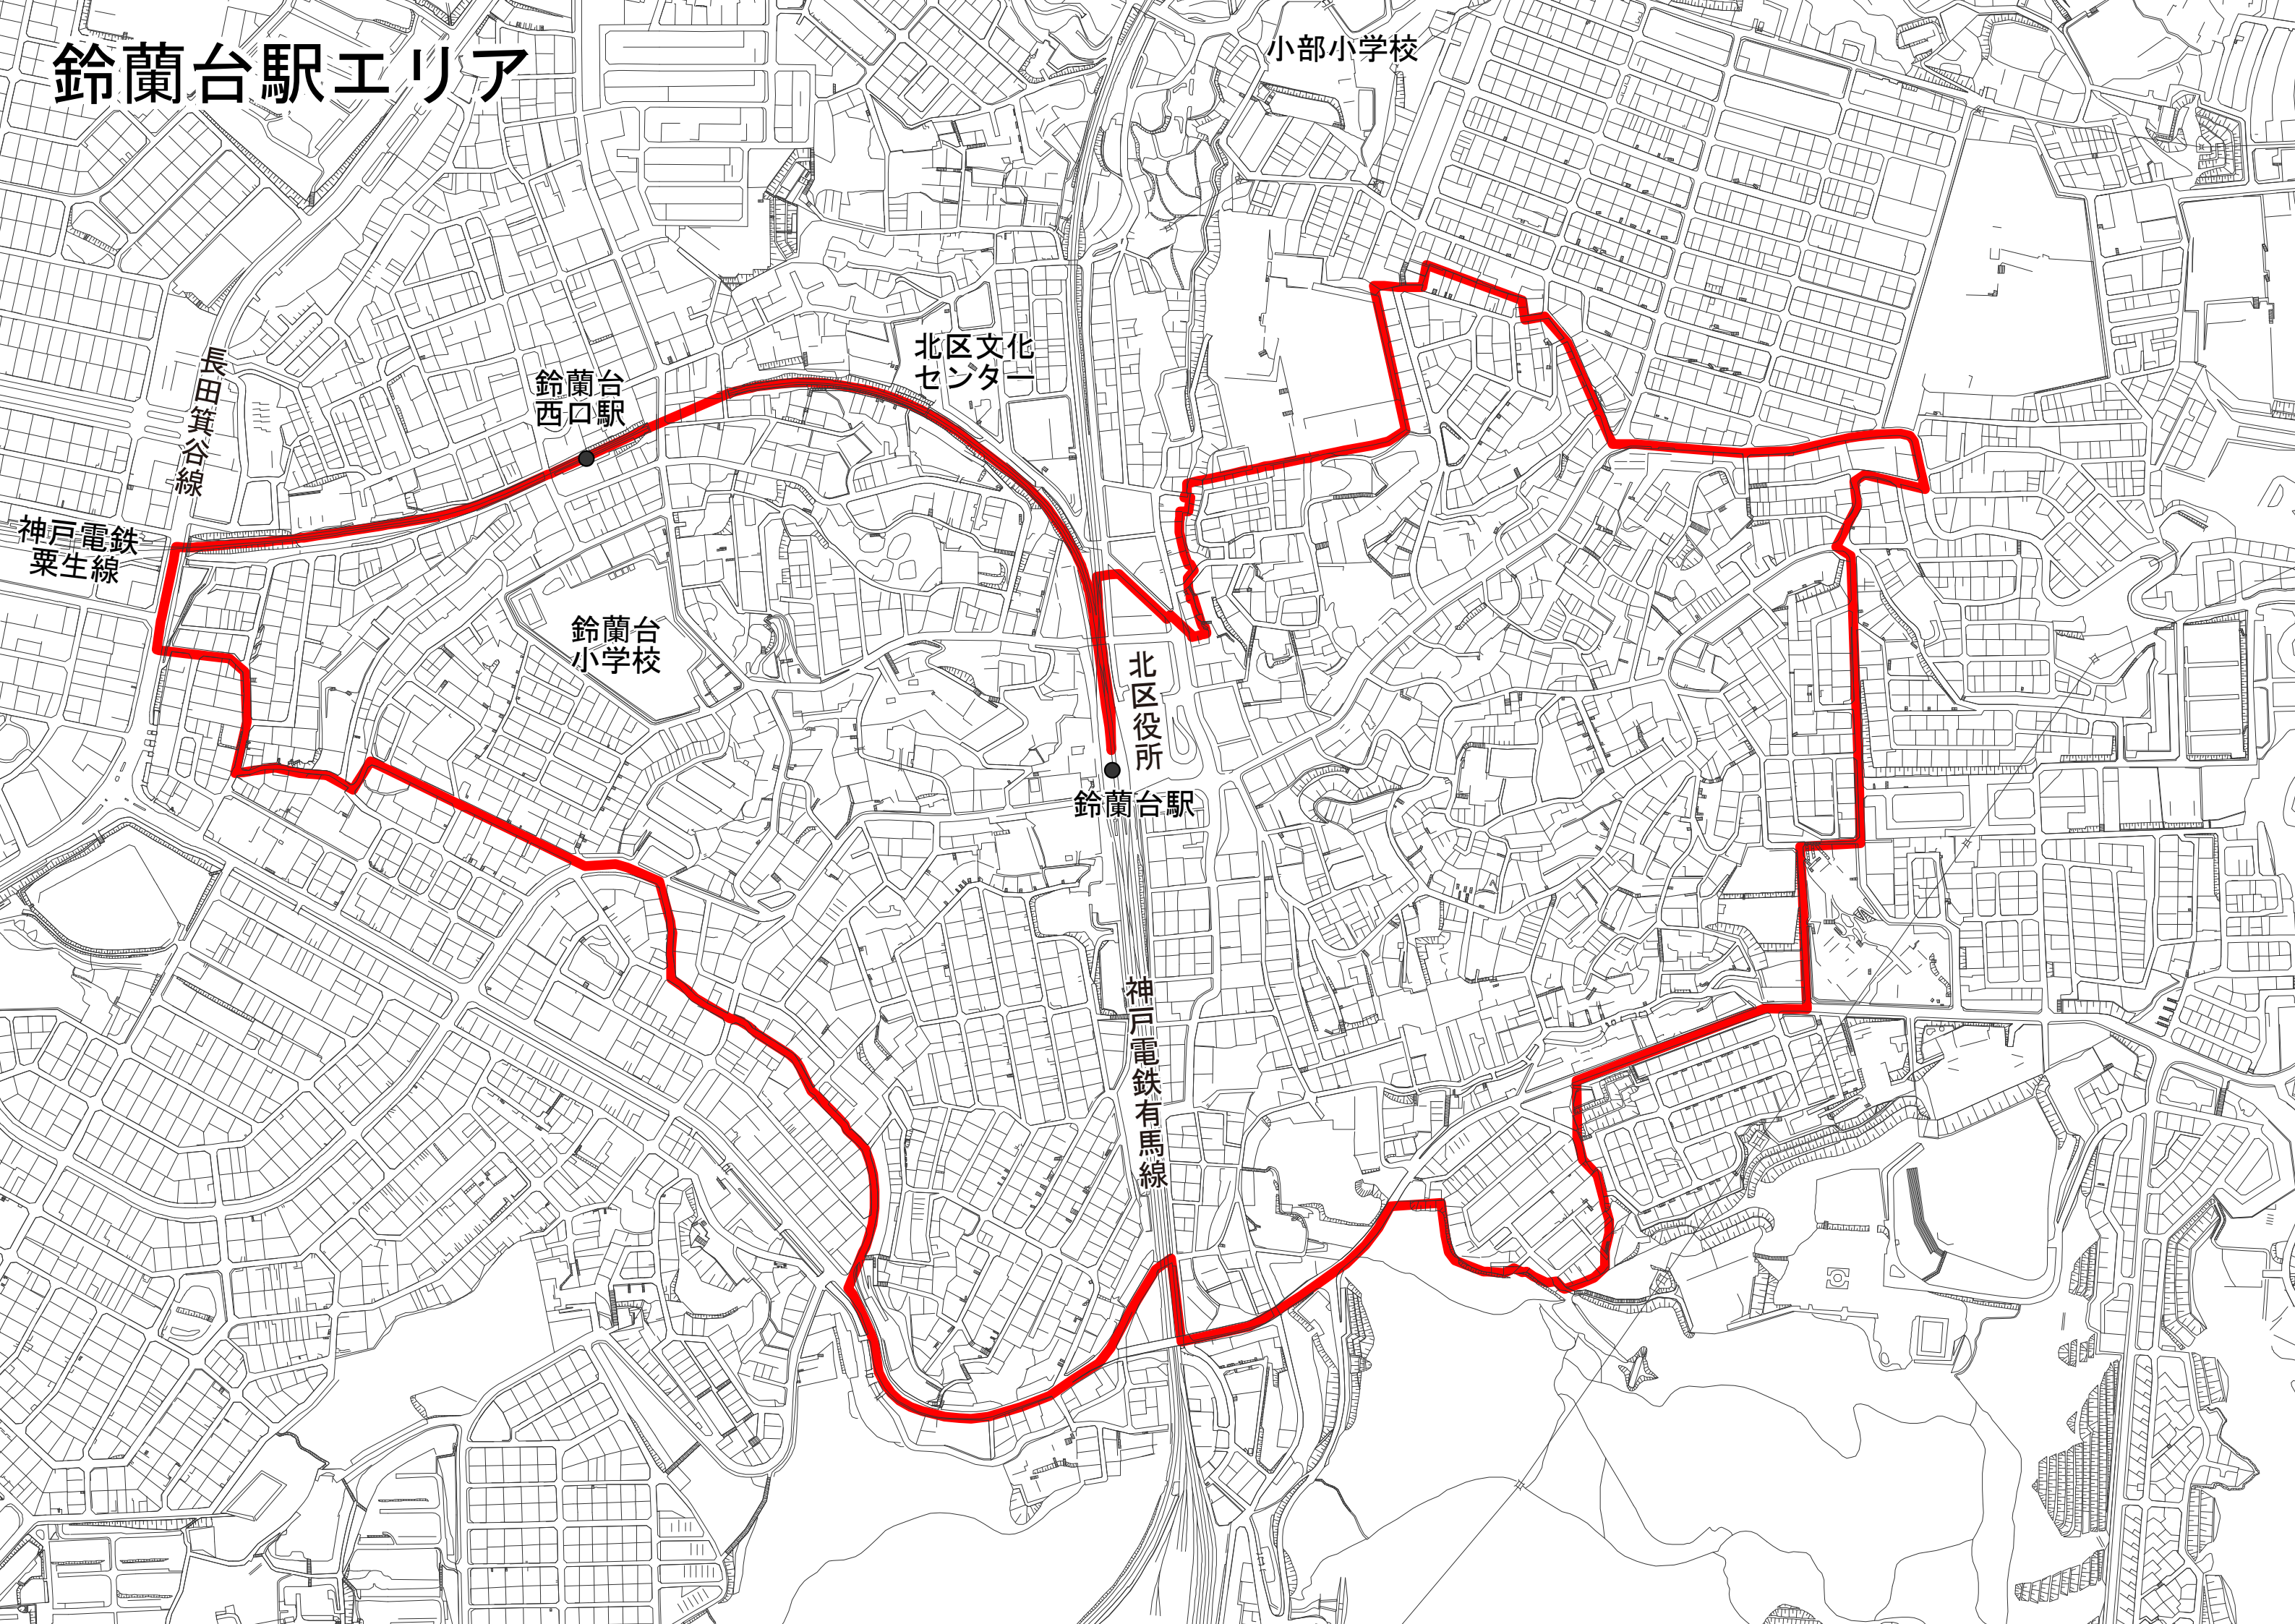 鈴蘭台駅エリア
小部小学校
北区文化
センター
長田箕谷線
鈴蘭台
西口駅
神戸電鉄
粟生線
鈴蘭台
小学校
北区役所
鈴蘭台駅
神戸電鉄有馬線